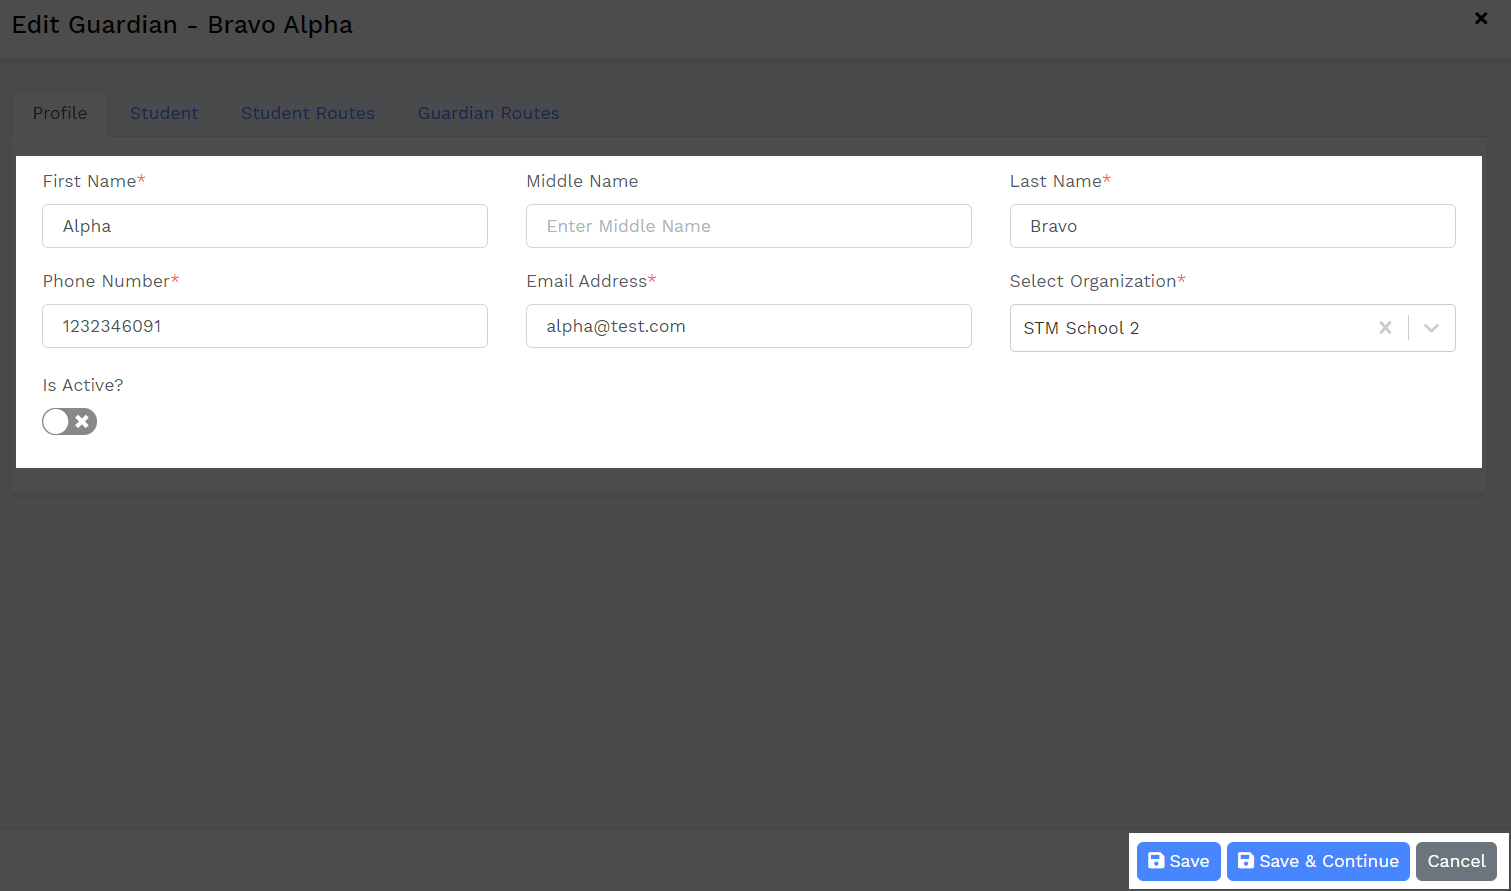 Edit Guardian - Bravo Alpha
Profile Student Student Routes Guardian Routes
First Name* Middle Name Last Name*
Alpha Enter Middle Name Bravo
Phone Number* Email Address* Select Organization*
1232346091 alpha@test.com STM School 2
Is Active?
Save Save & Continue Cancel